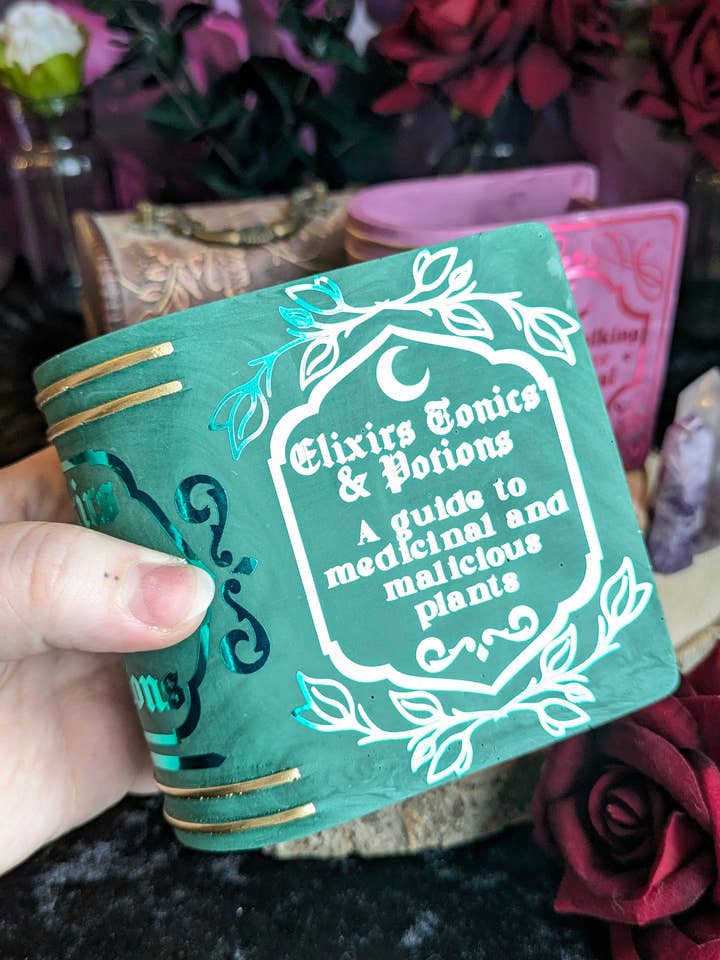 Elixirs Tonics
& Potions
A guide to
medicinal and
malicious
plants